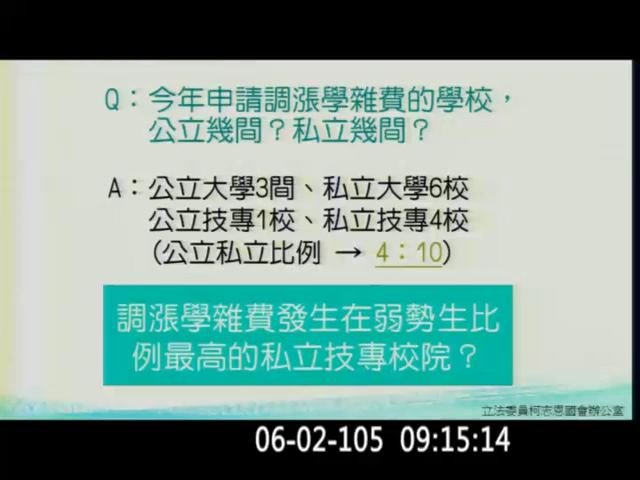 Q：今年申請調漲學雜費的學校，
公立幾間？私立幾間？
A：公立大學3間、私立大學6校
公立技專1校、私立技專4校
(公立私立比例 → 4：10)
調漲學雜費發生在弱勢生比
例最高的私立技專校院？
立法委員柯志恩國會辦公室
06-02-105 09:15:14